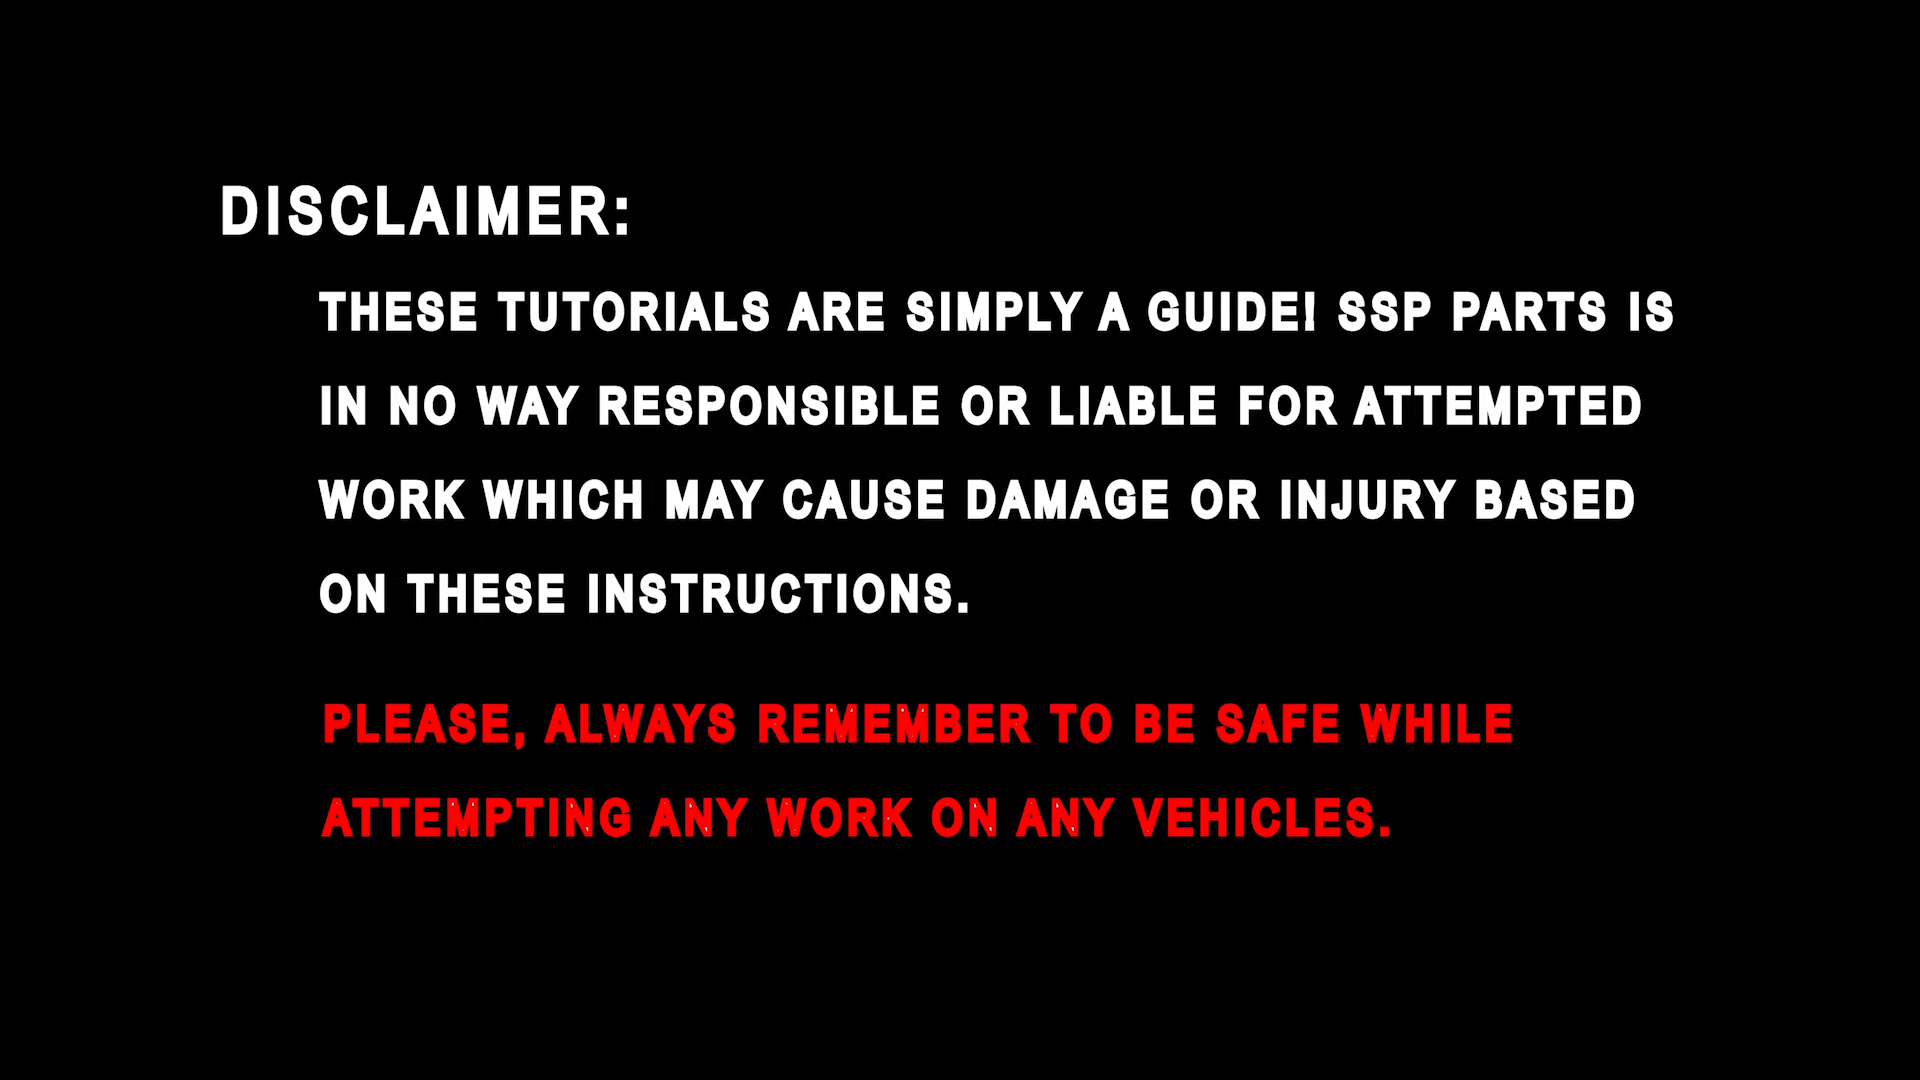 DISCLAIMER:
THESE TUTORIALS ARE SIMPLY A GUIDE! SSP PARTS IS
IN NO WAY RESPONSIBLE OR LIABLE FOR ATTEMPTED
WORK WHICH MAY CAUSE DAMAGE OR INJURY BASED
ON THESE INSTRUCTIONS.
PLEASE, ALWAYS REMEMBER TO BE SAFE WHILE
ATTEMPTING ANY WORK ON ANY VEHICLES.